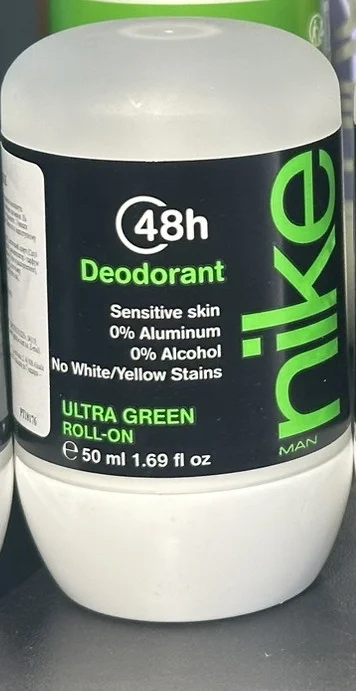 48h
Deodorant
Sensitive skin
0% Aluminum
0% Alcohol
No White/Yellow Stains
ULTRA GREEN
ROLL-ON
℮ 50 ml 1.69 fl oz
nike
MAN